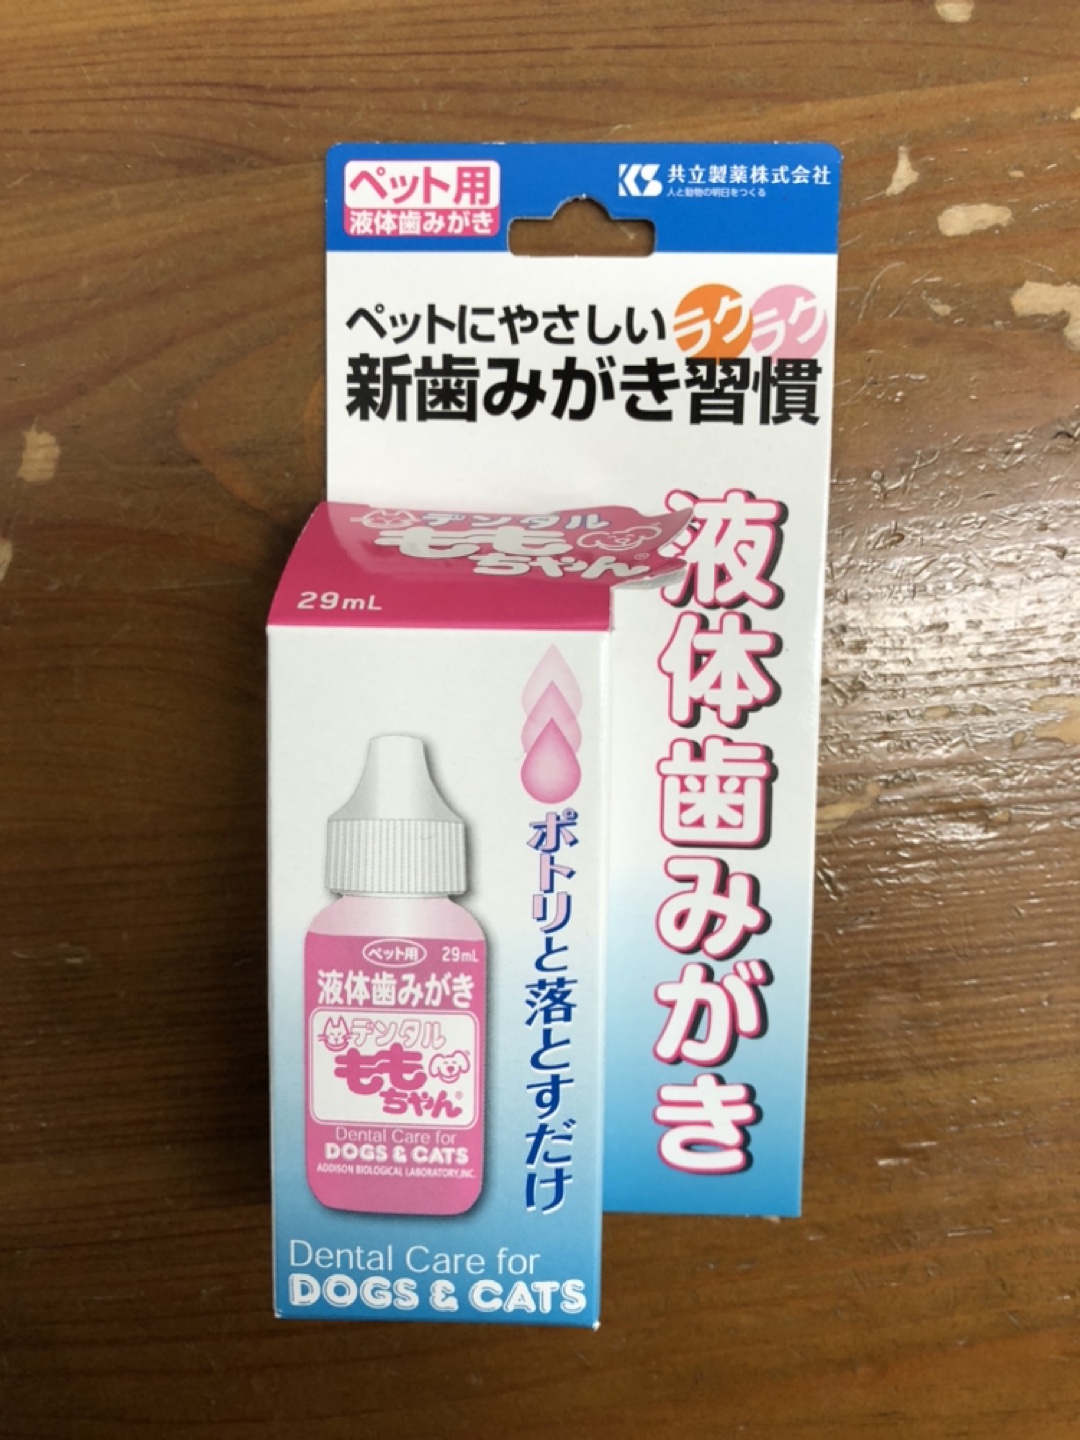 ペット用
液体歯みがき
KS 共立製薬株式会社
人と動物の明日をつくる
ペットにやさしい ラクラク
新歯みがき習慣
液体歯みがき
デンタル
ももちゃん®
29mL
ポトリと落とすだけ
ペット用 29mL
液体歯みがき
デンタル
もも
ちゃん®
Dental Care for
DOGS & CATS
ADDISON BIOLOGICAL LABORATORY,INC.
Dental Care for
DOGS & CATS